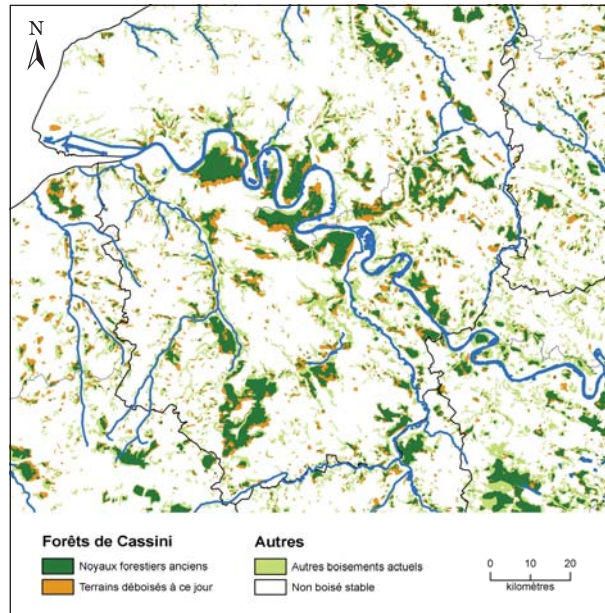 N
Forêts de Cassini
Noyaux forestiers anciens
Terrains déboisés à ce jour
Autres
Autres boisements actuels
Non boisé stable
0 10 20
kilomètres